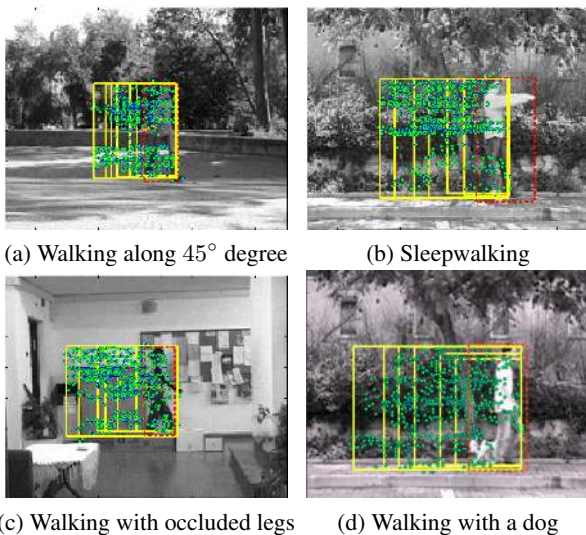 (a) Walking along 45° degree
(b) Sleepwalking
(c) Walking with occluded legs
(d) Walking with a dog